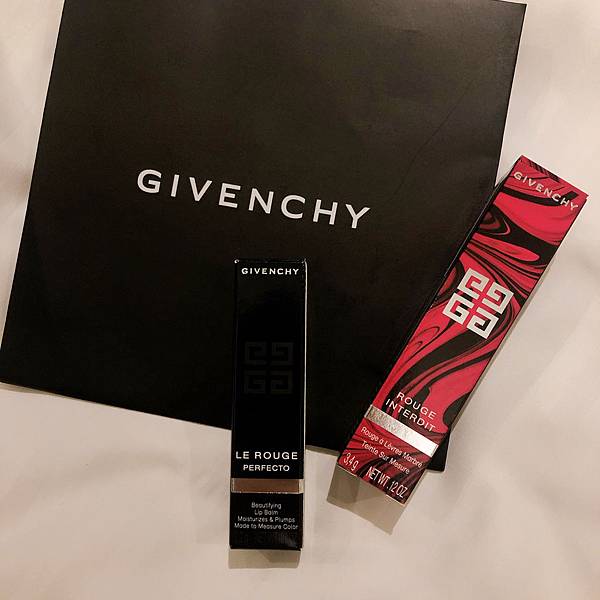 GIVENCHY
GIVENCHY
LE ROUGE
PERFECTO
Beautifying
Lip Balm
Moisturizes & Plumps
Made to Measure Color
GIVENCHY
ROUGE
INTERDIT
Rouge à Lèvres Marbré
Teinte Sur Mesure
3,4g NET WT. 12 OZ.